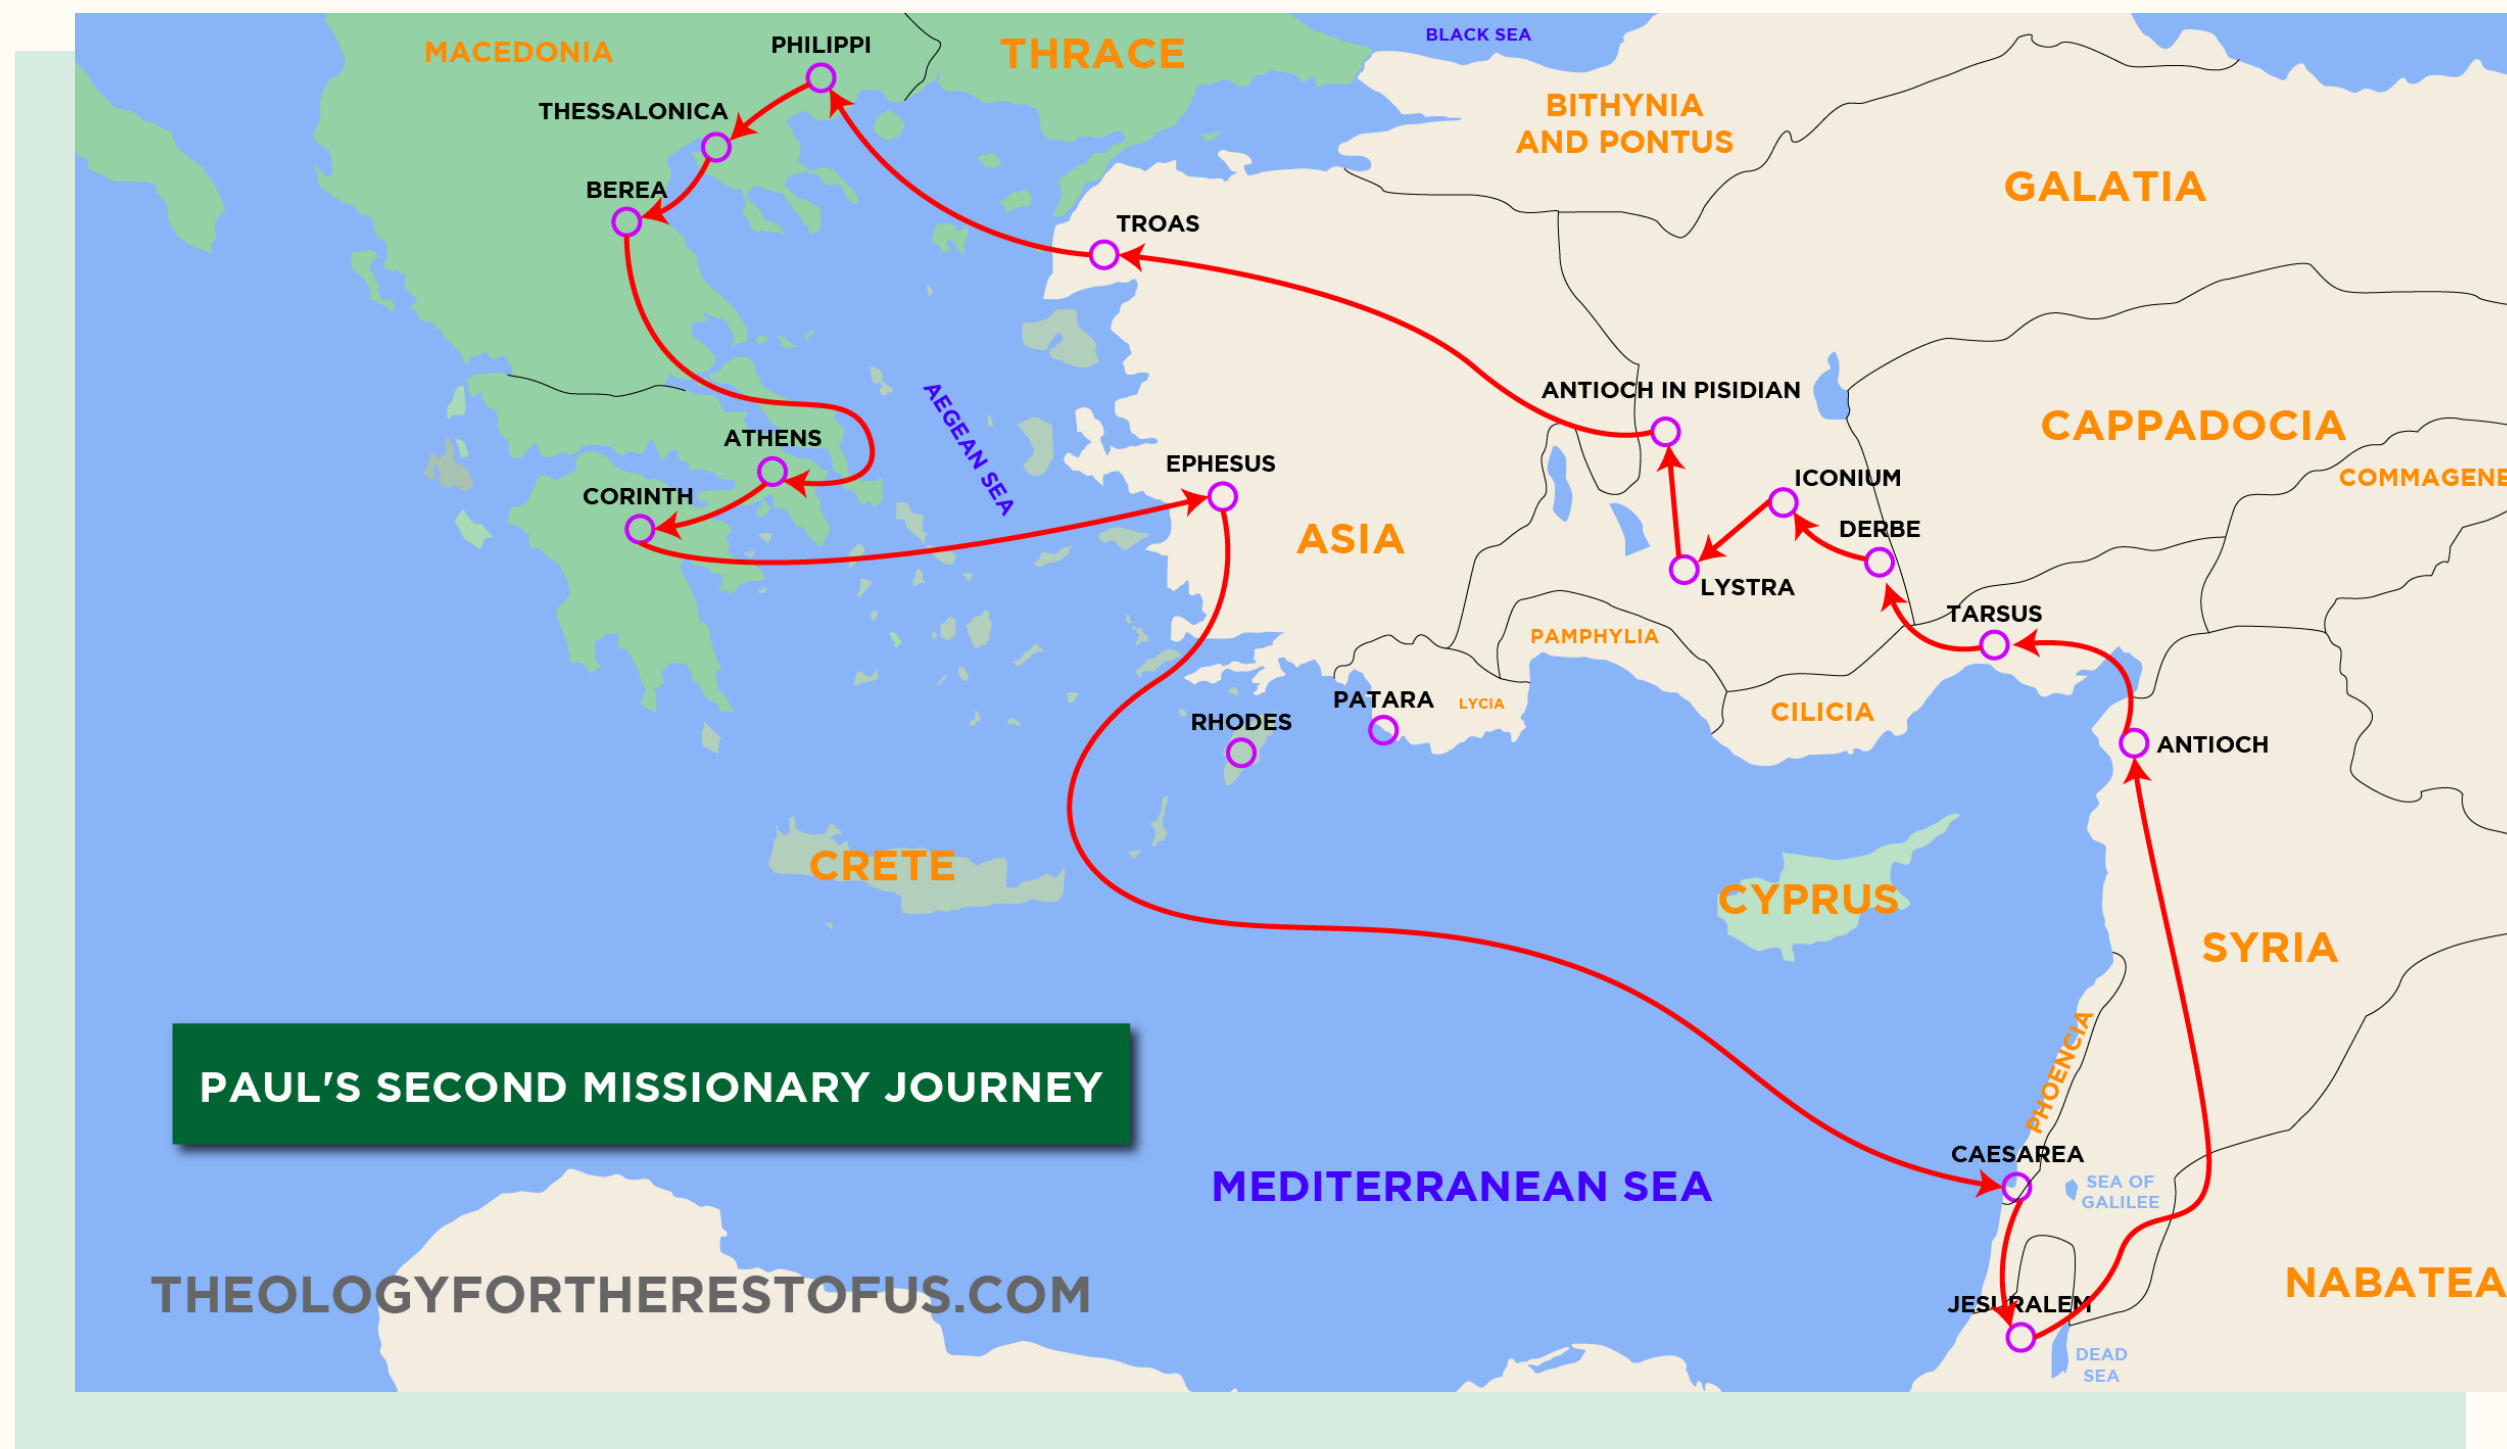 BLACK SEA
MACEDONIA
PHILIPPI
THRACE
THESSALONICA
BITHYNIA
AND PONTUS
BEREA
GALATIA
TROAS
ANTIOCH IN PISIDIAN
AEGEAN SEA
CAPPADOCIA
ATHENS
EPHESUS
ICONIUM
COMMAGENE
CORINTH
ASIA
DERBE
LYSTRA
TARSUS
PAMPHYLIA
PATARA
LYCIA
CILICIA
RHODES
ANTIOCH
CRETE
CYPRUS
SYRIA
PHOENCIA
PAUL'S SECOND MISSIONARY JOURNEY
CAESAREA
MEDITERRANEAN SEA
SEA OF
GALILEE
THEOLOGYFORTHERESTOFUS.COM
NABATEA
JESURALEM
DEAD
SEA